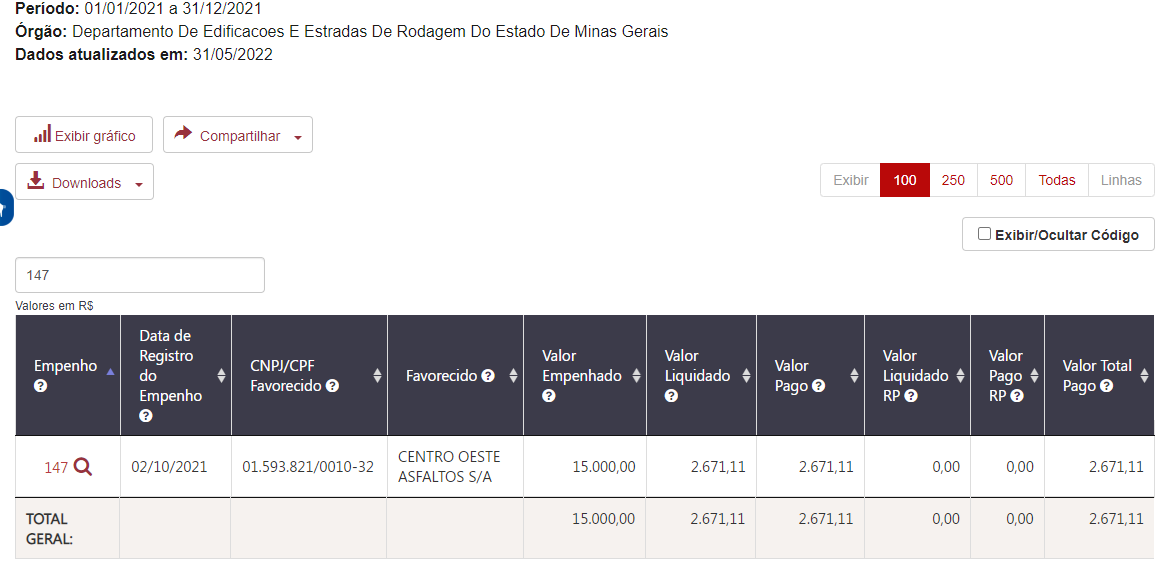 Período: 01/01/2021 a 31/12/2021
Órgão: Departamento De Edificacoes E Estradas De Rodagem Do Estado De Minas Gerais
Dados atualizados em: 31/05/2022
Exibir gráfico
Compartilhar
Downloads
Exibir 100 250 500 Todas Linhas
Exibir/Ocultar Código
147
Valores em R$
Empenho ?
Data de
Registro
do
Empenho
?
CNPJ/CPF
Favorecido ?
Favorecido ?
Valor
Empenhado
?
Valor
Liquidado
?
Valor
Pago ?
Valor
Liquidado
RP ?
Valor
Pago
RP ?
Valor Total
Pago ?
147 02/10/2021 01.593.821/0010-32 CENTRO OESTE
ASFALTOS S/A 15.000,00 2.671,11 2.671,11 0,00 0,00 2.671,11
TOTAL
GERAL: 15.000,00 2.671,11 2.671,11 0,00 0,00 2.671,11